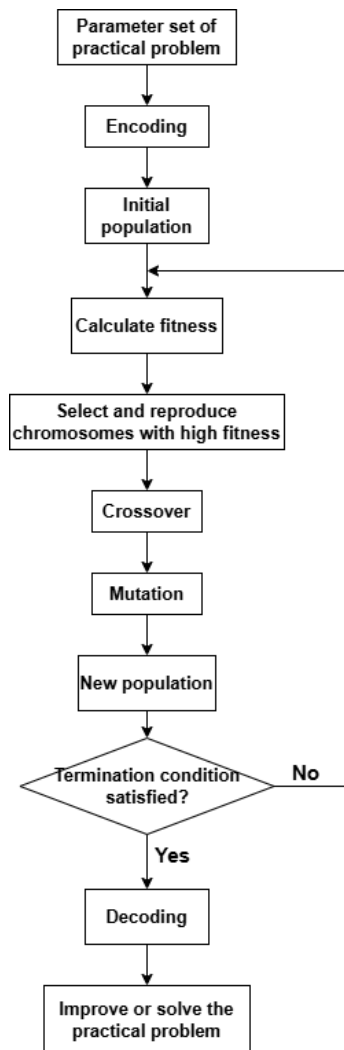 Parameter set of
practical problem
Encoding
Initial
population
Calculate fitness
Select and reproduce
chromosomes with high fitness
Crossover
Mutation
New population
Termination condition
satisfied?
No
Yes
Decoding
Improve or solve the
practical problem